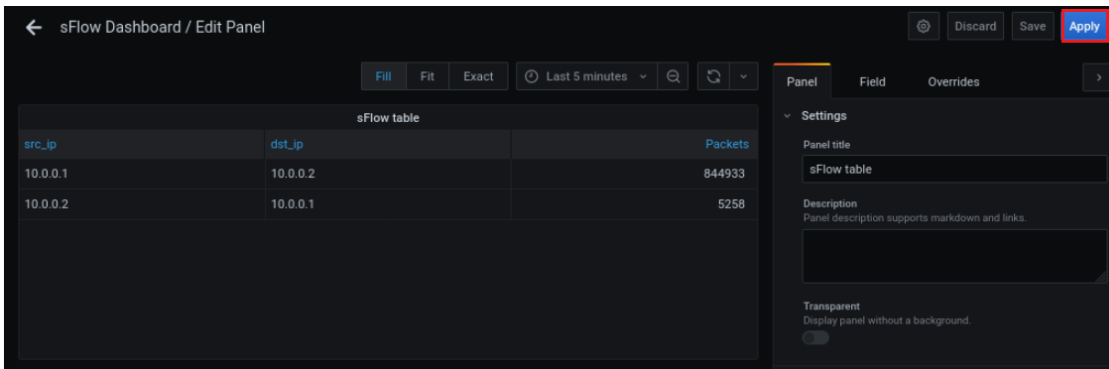 sFlow Dashboard / Edit Panel
Discard Save Apply
Fill Fit Exact Last 5 minutes
Panel Field Overrides
sFlow table
src_ip dst_ip Packets
10.0.0.1 10.0.0.2 844933
10.0.0.2 10.0.0.1 5258
Settings
Panel title
sFlow table
Description
Panel description supports markdown and links.
Transparent
Display panel without a background.